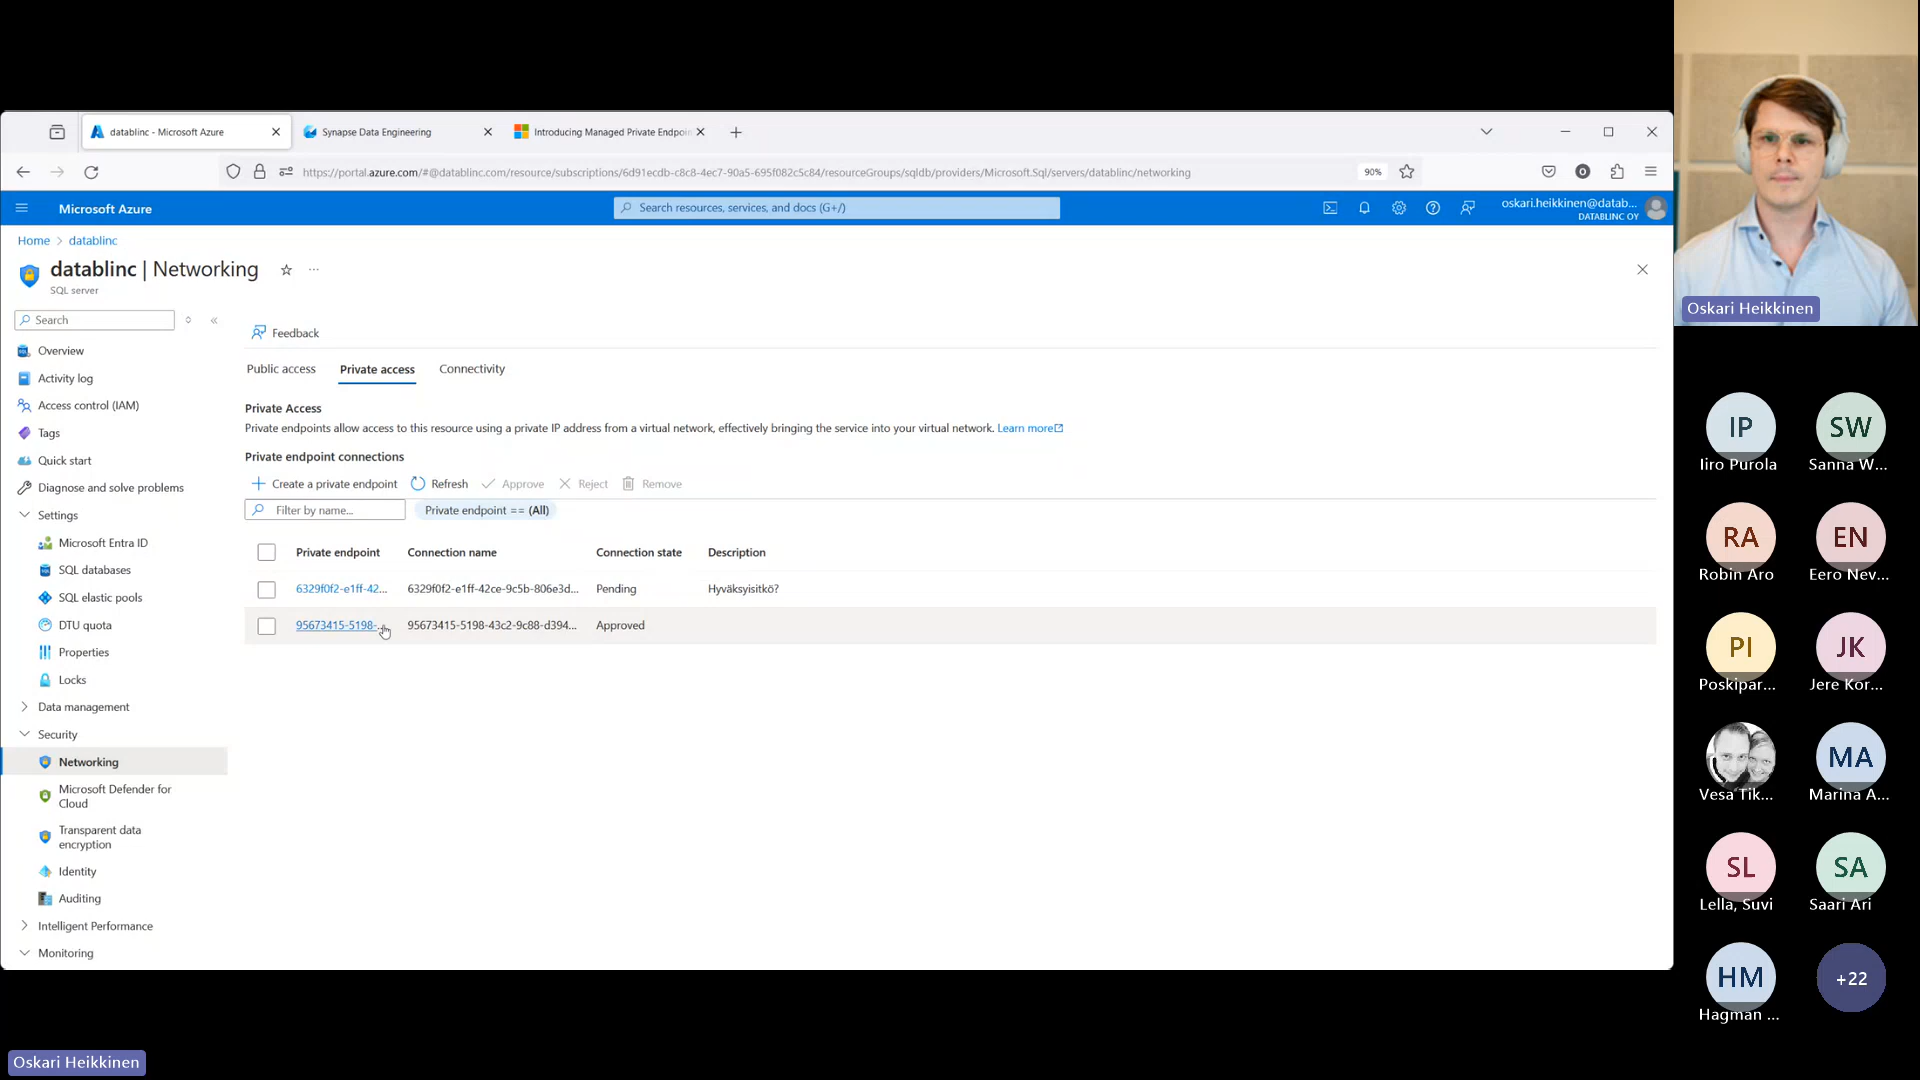 datablinc - Microsoft Azure
Synapse Data Engineering
Introducing Managed Private Endpoin
https://portal.azure.com/#@datablinc.com/resource/subscriptions/6d91ecdb-c8c8-4ec7-90a5-695f082c5c84/resourceGroups/sqldb/providers/Microsoft.Sql/servers/datablinc/networking
90%
Microsoft Azure
Search resources, services, and docs (G+/)
oskari.heikkinen@datab...
DATABLINC OY
Home > datablinc
datablinc | Networking
SQL server
Search
Overview
Activity log
Access control (IAM)
Tags
Quick start
Diagnose and solve problems
Settings
Microsoft Entra ID
SQL databases
SQL elastic pools
DTU quota
Properties
Locks
Data management
Security
Networking
Microsoft Defender for
Cloud
Transparent data
encryption
Identity
Auditing
Intelligent Performance
Monitoring
Feedback
Public access
Private access
Connectivity
Private Access
Private endpoints allow access to this resource using a private IP address from a virtual network, effectively bringing the service into your virtual network. Learn more
Private endpoint connections
Create a private endpoint
Refresh
Approve
Reject
Remove
Filter by name...
Private endpoint == (All)
Private endpoint Connection name Connection state Description
6329f0f2-e1ff-42... 6329f0f2-e1ff-42ce-9c5b-806e3d... Pending Hyväksyisitkö?
95673415-5198-... 95673415-5198-43c2-9c88-d394... Approved
Oskari Heikkinen
IP
Iiro Purola
SW
Sanna W...
RA
Robin Aro
EN
Eero Nev...
PI
Poskipar...
JK
Jere Kor...
Vesa Tik...
MA
Marina A...
SL
Lella, Suvi
SA
Saari Ari
HM
Hagman ...
+22
Oskari Heikkinen